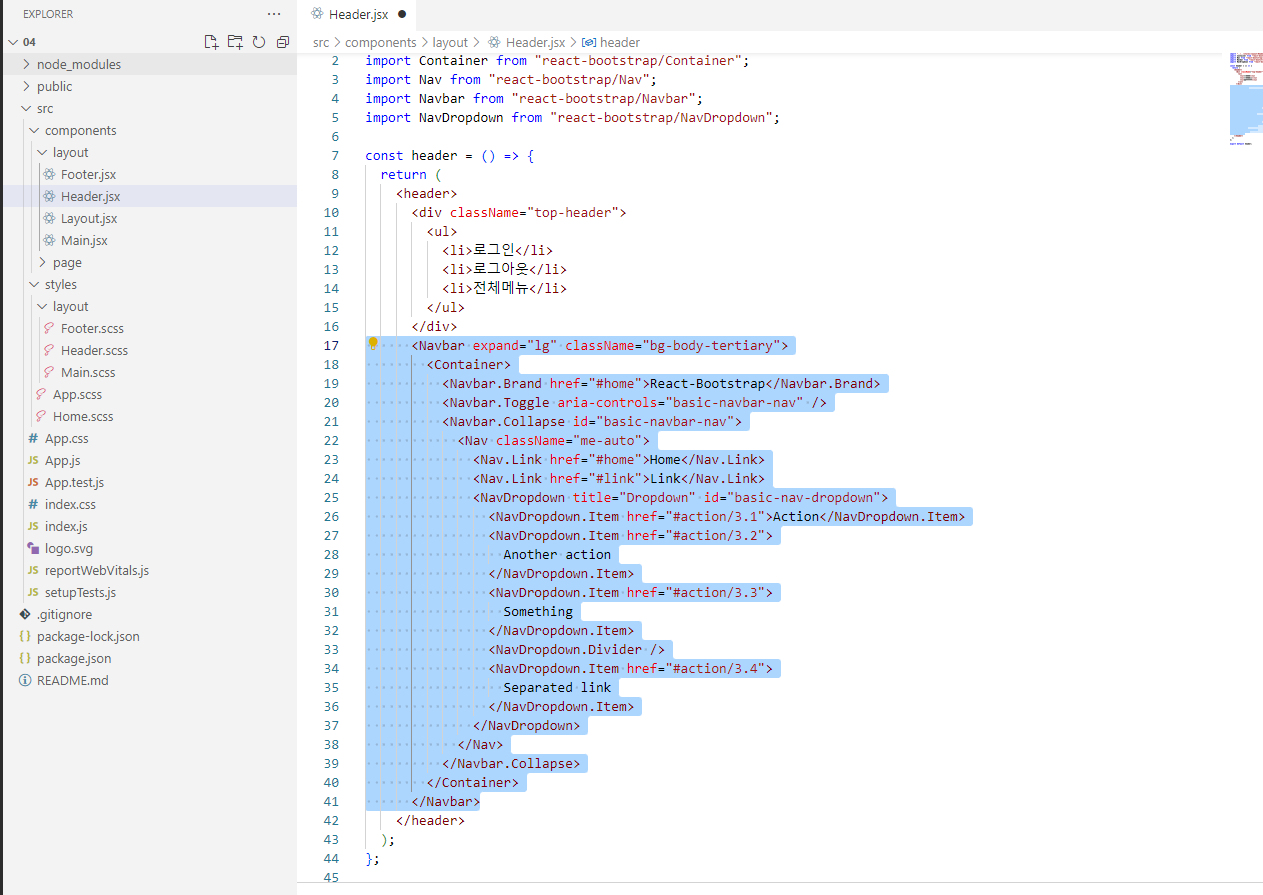 EXPLORER
04
node_modules
public
src
components
layout
Footer.jsx
Header.jsx
Layout.jsx
Main.jsx
page
styles
layout
Footer.scss
Header.scss
Main.scss
App.scss
Home.scss
# App.css
JS App.js
JS App.test.js
# index.css
JS index.js
logo.svg
JS reportWebVitals.js
JS setupTests.js
.gitignore
{} package-lock.json
{} package.json
README.md
Header.jsx
src > components > layout > Header.jsx > header
2 import Container from "react-bootstrap/Container";
3 import Nav from "react-bootstrap/Nav";
4 import Navbar from "react-bootstrap/Navbar";
5 import NavDropdown from "react-bootstrap/NavDropdown";
6
7 const header = () => {
8 return (
9 <header>
10 <div className="top-header">
11 <ul>
12 <li>로그인</li>
13 <li>로그아웃</li>
14 <li>전체메뉴</li>
15 </ul>
16 </div>
17 <Navbar expand="lg" className="bg-body-tertiary">
18 <Container>
19 <Navbar.Brand href="#home">React-Bootstrap</Navbar.Brand>
20 <Navbar.Toggle aria-controls="basic-navbar-nav" />
21 <Navbar.Collapse id="basic-navbar-nav">
22 <Nav className="me-auto">
23 <Nav.Link href="#home">Home</Nav.Link>
24 <Nav.Link href="#link">Link</Nav.Link>
25 <NavDropdown title="Dropdown" id="basic-nav-dropdown">
26 <NavDropdown.Item href="#action/3.1">Action</NavDropdown.Item>
27 <NavDropdown.Item href="#action/3.2">
28 Another action
29 </NavDropdown.Item>
30 <NavDropdown.Item href="#action/3.3">
31 Something
32 </NavDropdown.Item>
33 <NavDropdown.Divider />
34 <NavDropdown.Item href="#action/3.4">
35 Separated link
36 </NavDropdown.Item>
37 </NavDropdown>
38 </Nav>
39 </Navbar.Collapse>
40 </Container>
41 </Navbar>
42 </header>
43 );
44 };
45